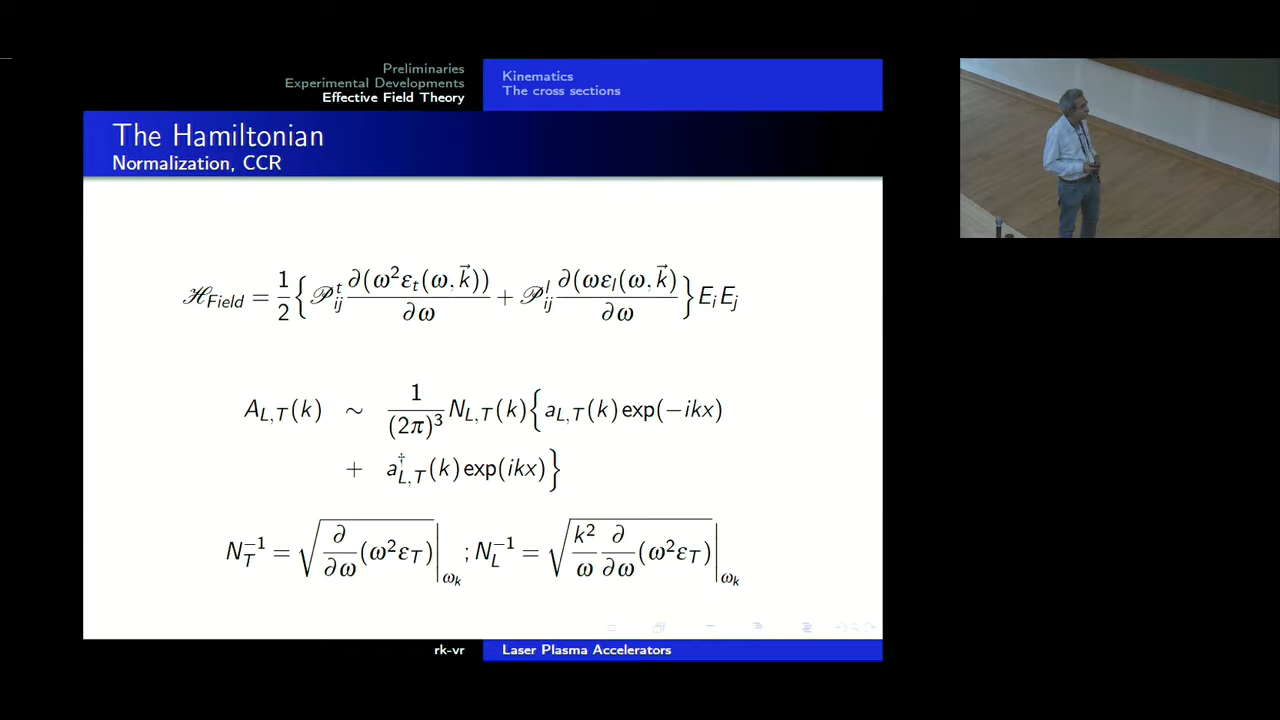 Preliminaries
Experimental Developments
Effective Field Theory
Kinematics
The cross sections
The Hamiltonian
Normalization, CCR
ℋ_Field = 1/2 { 𝒫^t_ij ∂(ω²ε_t(ω, k⃗)) / ∂ω + 𝒫^l_ij ∂(ωε_l(ω, k⃗) / ∂ω } E_i E_j
A_L,T(k) ∼ 1/(2π)³ N_L,T(k) { a_L,T(k) exp(−ikx)
+ a†_L,T(k) exp(ikx) }
N_T^−1 = √( ∂/∂ω (ω²ε_T) ) |_ω_k ; N_L^−1 = √( k²/ω ∂/∂ω (ω²ε_T) ) |_ω_k
rk-vr
Laser Plasma Accelerators